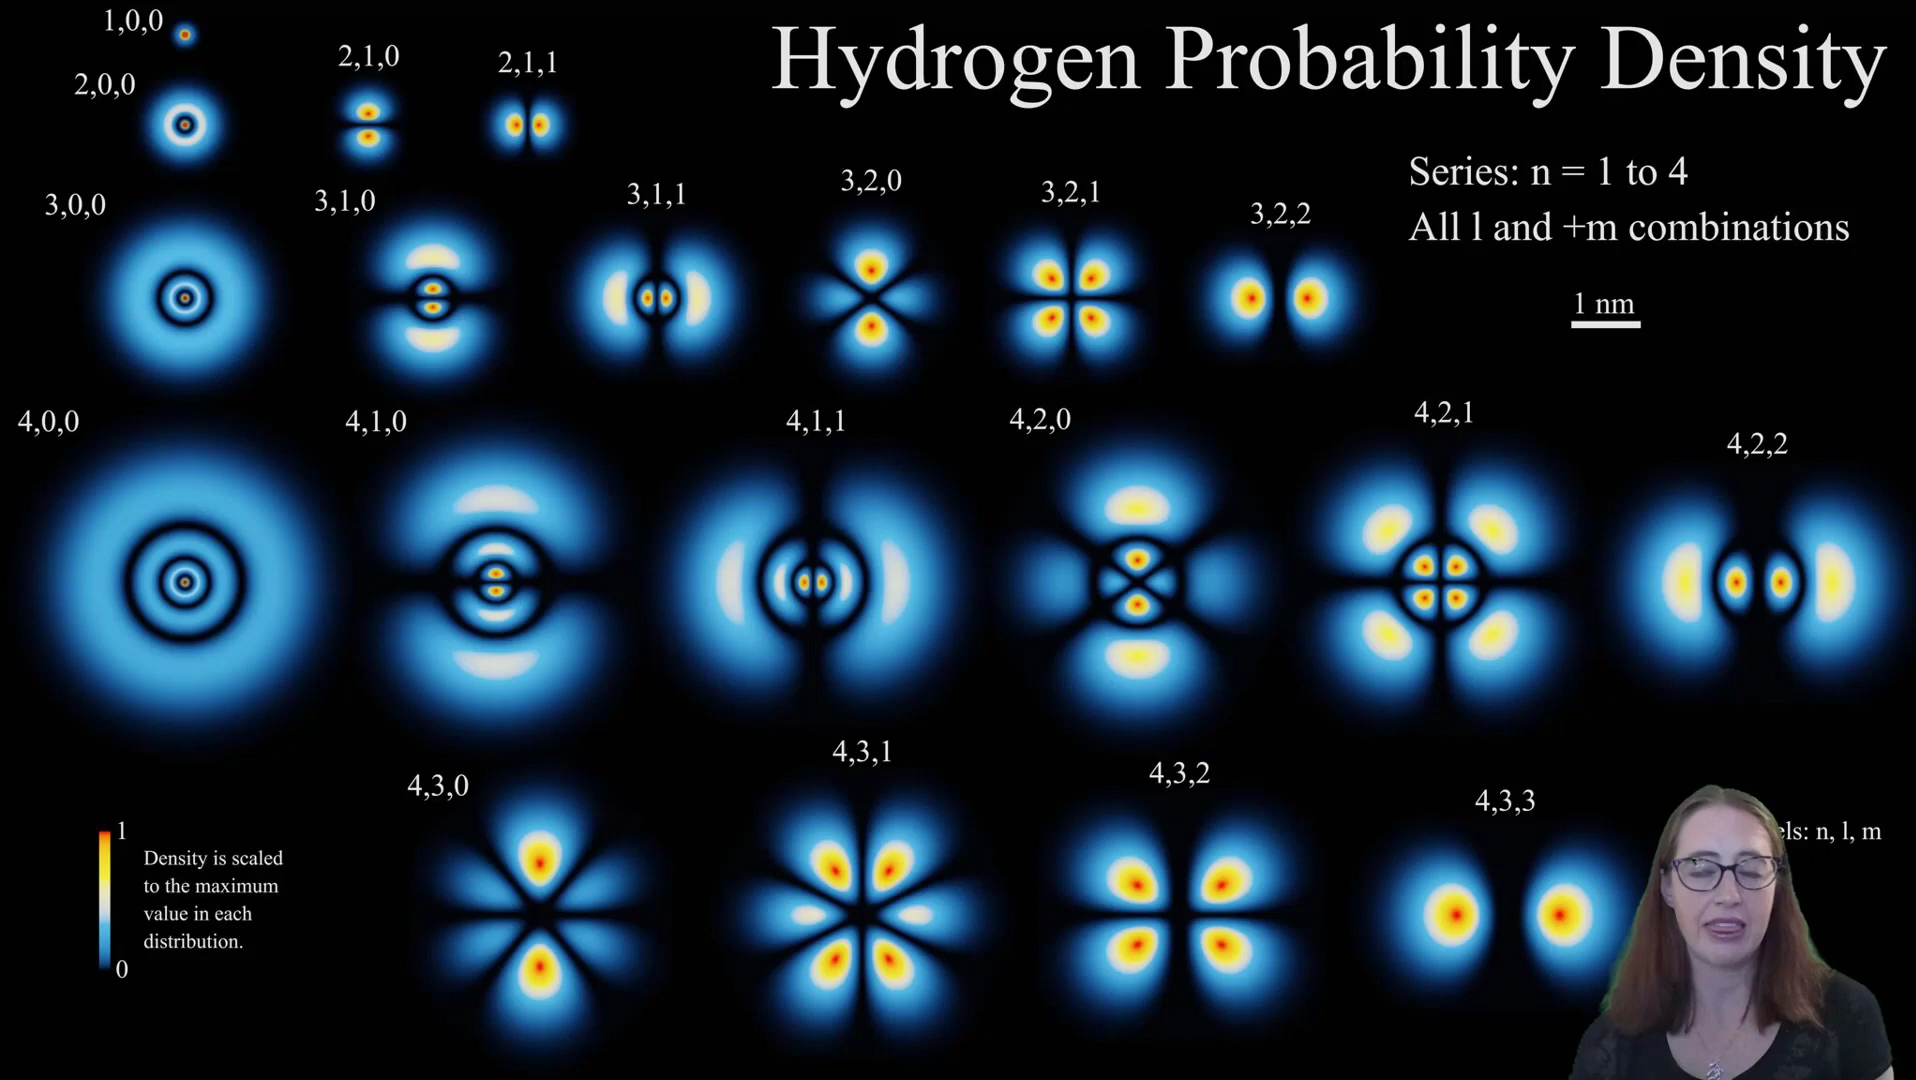 Hydrogen Probability Density
Series: n = 1 to 4
All l and +m combinations
1 nm
1,0,0
2,0,0
2,1,0
2,1,1
3,0,0
3,1,0
3,1,1
3,2,0
3,2,1
3,2,2
4,0,0
4,1,0
4,1,1
4,2,0
4,2,1
4,2,2
4,3,0
4,3,1
4,3,2
4,3,3
1
0
Density is scaled
to the maximum
value in each
distribution.
n, l, m